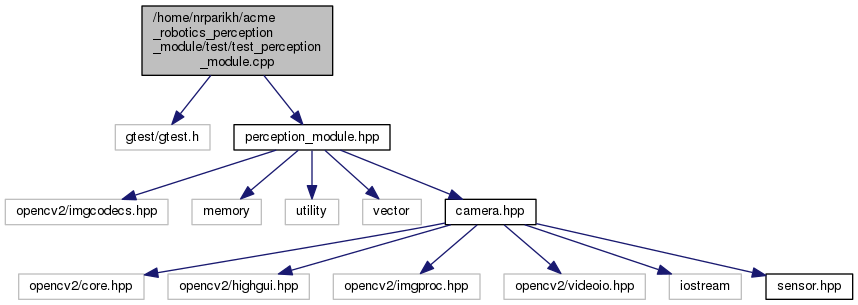 /home/nrparikh/acme
_robotics_perception
_module/test/test_perception
_module.cpp
gtest/gtest.h
perception_module.hpp
opencv2/imgcodecs.hpp
memory
utility
vector
camera.hpp
opencv2/core.hpp
opencv2/highgui.hpp
opencv2/imgproc.hpp
opencv2/videoio.hpp
iostream
sensor.hpp